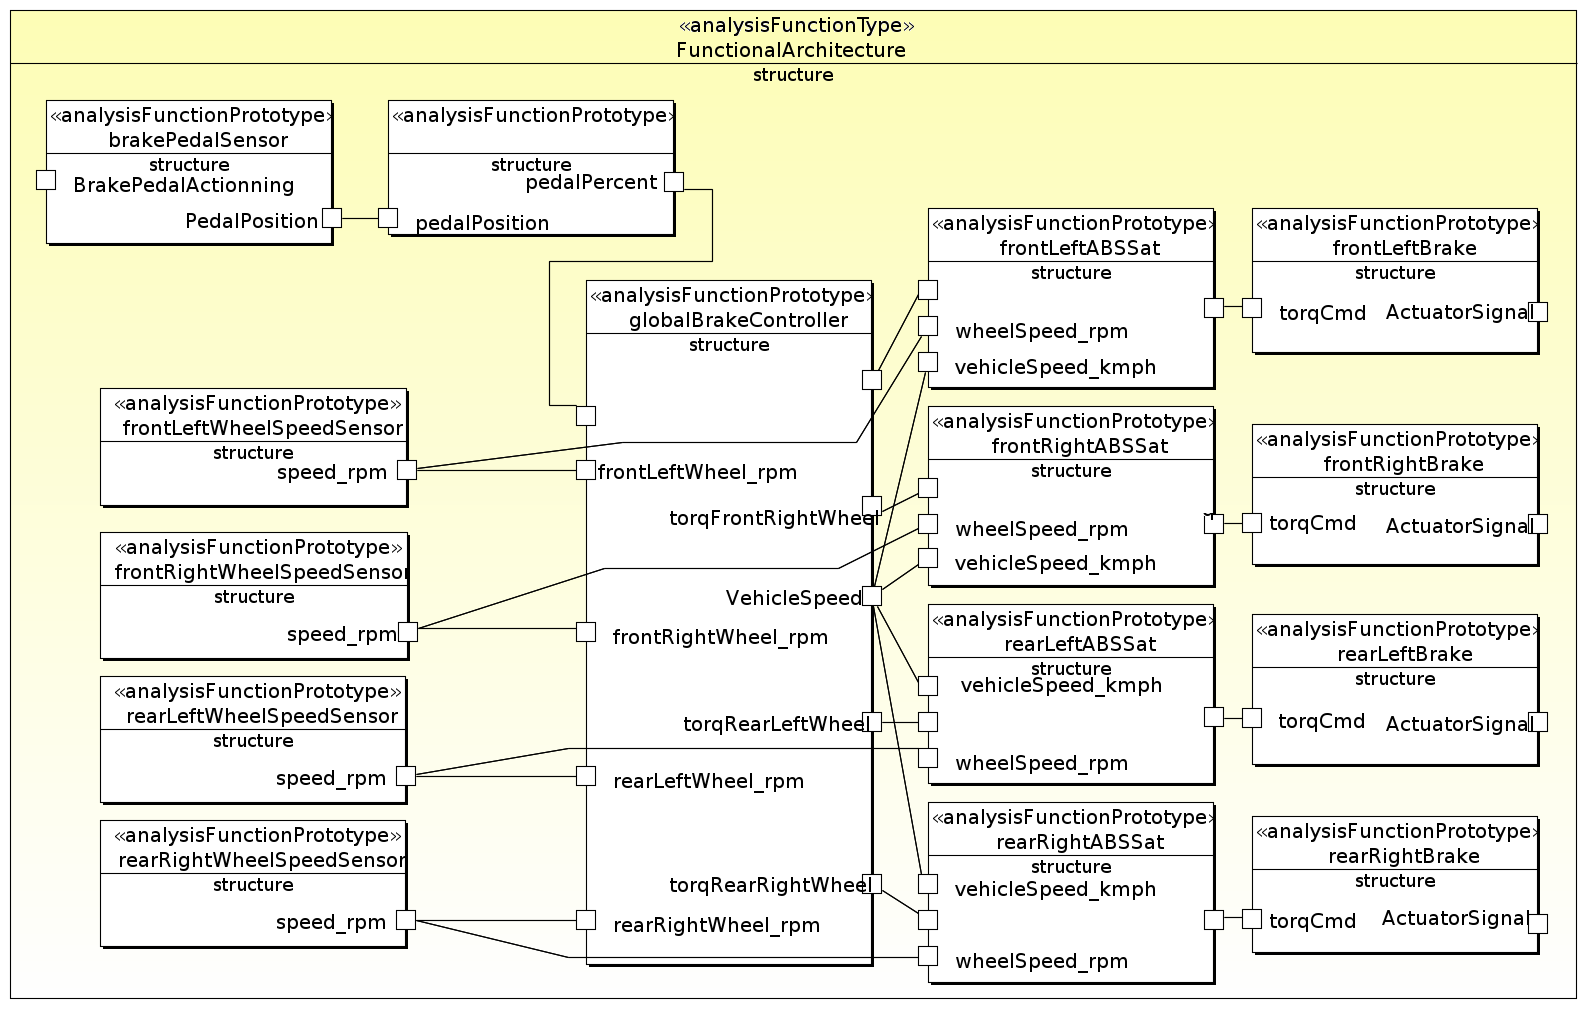 «analysisFunctionType»
FunctionalArchitecture
structure
«analysisFunctionPrototype»
brakePedalSensor
structure
BrakePedalActionning
PedalPosition
«analysisFunctionPrototype»
structure
pedalPercent
pedalPosition
«analysisFunctionPrototype»
globalBrakeController
structure
frontLeftWheel_rpm
torqFrontRightWheel
VehicleSpeed
frontRightWheel_rpm
torqRearLeftWheel
rearLeftWheel_rpm
torqRearRightWheel
rearRightWheel_rpm
«analysisFunctionPrototype»
frontLeftWheelSpeedSensor
structure
speed_rpm
«analysisFunctionPrototype»
frontRightWheelSpeedSensor
structure
speed_rpm
«analysisFunctionPrototype»
rearLeftWheelSpeedSensor
structure
speed_rpm
«analysisFunctionPrototype»
rearRightWheelSpeedSensor
structure
speed_rpm
«analysisFunctionPrototype»
frontLeftABSSat
structure
wheelSpeed_rpm
vehicleSpeed_kmph
«analysisFunctionPrototype»
frontRightABSSat
structure
wheelSpeed_rpm
vehicleSpeed_kmph
«analysisFunctionPrototype»
rearLeftABSSat
structure
vehicleSpeed_kmph
wheelSpeed_rpm
«analysisFunctionPrototype»
rearRightABSSat
structure
vehicleSpeed_kmph
wheelSpeed_rpm
«analysisFunctionPrototype»
frontLeftBrake
structure
torqCmd ActuatorSignal
«analysisFunctionPrototype»
frontRightBrake
structure
torqCmd ActuatorSignal
«analysisFunctionPrototype»
rearLeftBrake
structure
torqCmd ActuatorSignal
«analysisFunctionPrototype»
rearRightBrake
structure
torqCmd ActuatorSignal